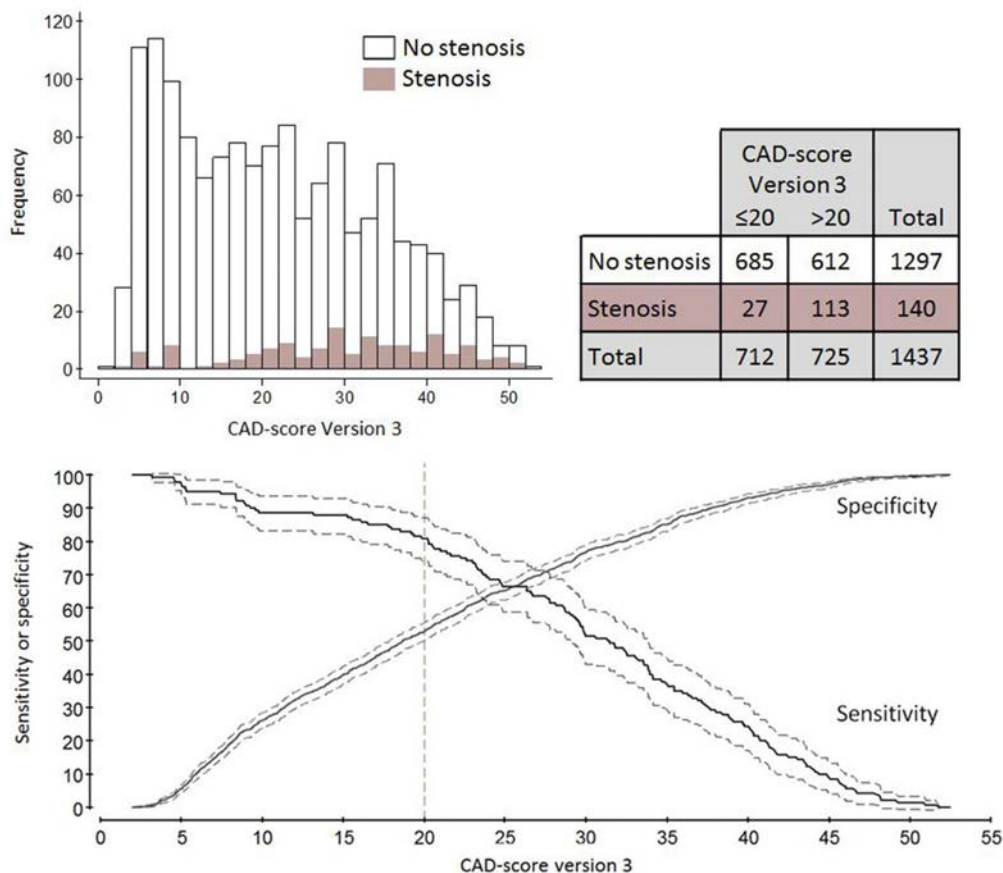 120
100
80
60
40
20
0
Frequency
No stenosis
Stenosis
0 10 20 30 40 50
CAD-score Version 3
CAD-score
Version 3
≤20 >20 Total
No stenosis 685 612 1297
Stenosis 27 113 140
Total 712 725 1437
100
90
80
70
60
50
40
30
20
10
0
Sensitivity or specificity
Specificity
Sensitivity
0 5 10 15 20 25 30 35 40 45 50 55
CAD-score version 3